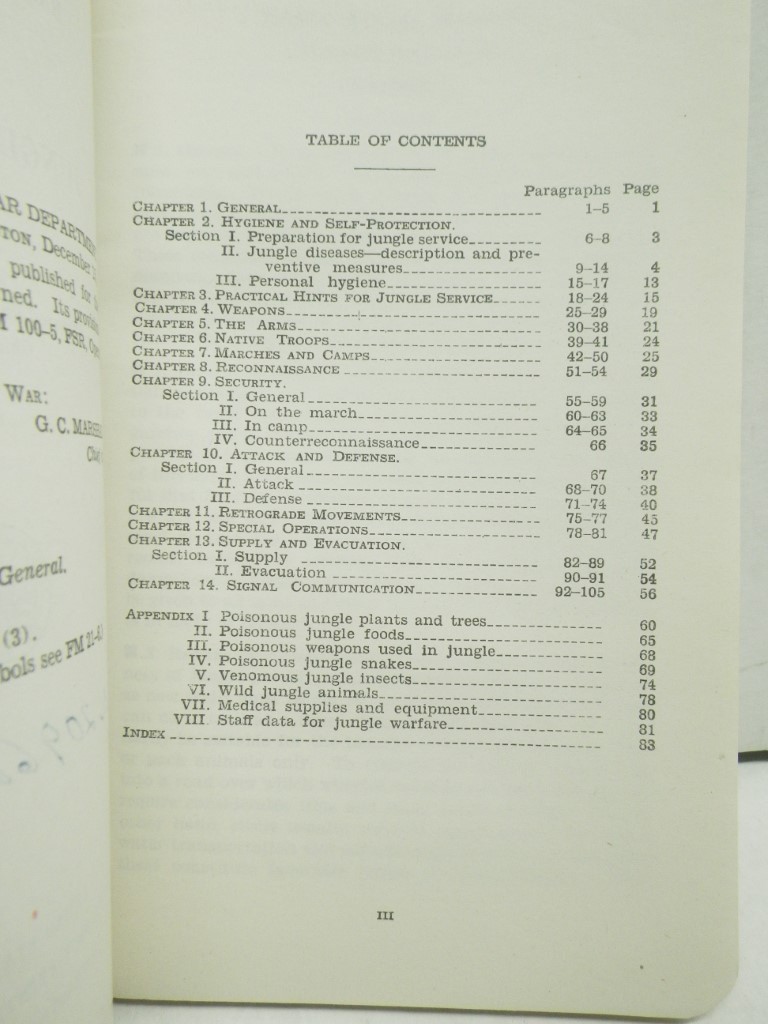 AR DEPARTM
TON, December
published for
ned. Its
100-5, FSR,
WAR:
G. C. MARSH
General.
(3).
bols see FM 21-
TABLE OF CONTENTS
Paragraphs Page
CHAPTER 1. GENERAL 1-5 1
CHAPTER 2. HYGIENE AND SELF-PROTECTION.
Section I. Preparation for jungle service 6-8 3
II. Jungle diseases—description and pre-
ventive measures 9-14 4
III. Personal hygiene 15-17 13
CHAPTER 3. PRACTICAL HINTS FOR JUNGLE SERVICE 18-24 15
CHAPTER 4. WEAPONS 25-29 19
CHAPTER 5. THE ARMS 30-38 21
CHAPTER 6. NATIVE TROOPS 39-41 24
CHAPTER 7. MARCHES AND CAMPS 42-50 25
CHAPTER 8. RECONNAISSANCE 51-54 29
CHAPTER 9. SECURITY.
Section I. General 55-59 31
II. On the march 60-63 33
III. In camp 64-65 34
IV. Counterreconnaissance 66 35
CHAPTER 10. ATTACK AND DEFENSE.
Section I. General 67 37
II. Attack 68-70 38
III. Defense 71-74 40
CHAPTER 11. RETROGRADE MOVEMENTS 75-77 45
CHAPTER 12. SPECIAL OPERATIONS 78-81 47
CHAPTER 13. SUPPLY AND EVACUATION.
Section I. Supply 82-89 52
II. Evacuation 90-91 54
CHAPTER 14. SIGNAL COMMUNICATION 92-105 56
APPENDIX I Poisonous jungle plants and trees 60
II. Poisonous jungle foods 65
III. Poisonous weapons used in jungle 68
IV. Poisonous jungle snakes 69
V. Venomous jungle insects 74
VI. Wild jungle animals 78
VII. Medical supplies and equipment 80
VIII. Staff data for jungle warfare 81
INDEX 83
III